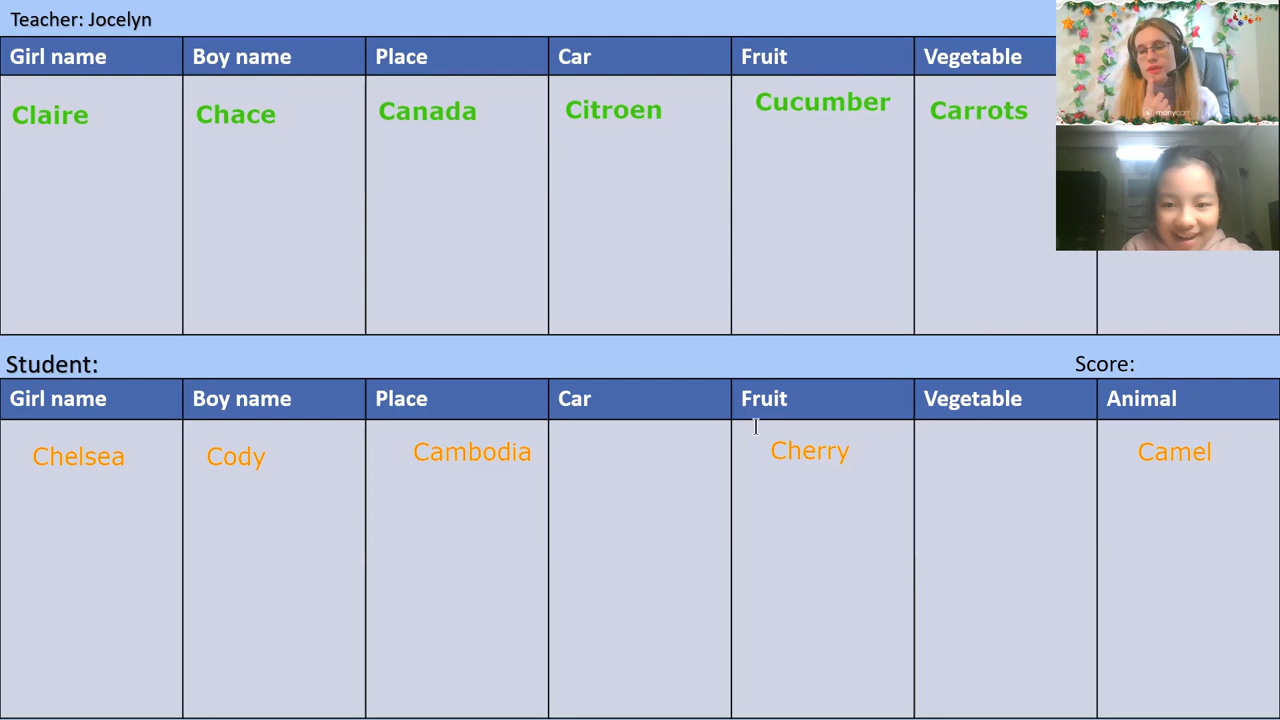 Teacher: Jocelyn
Girl name Boy name Place Car Fruit Vegetable
Claire Chace Canada Citroen Cucumber Carrots
manycam
Student: Score:
Girl name Boy name Place Car Fruit Vegetable Animal
Chelsea Cody Cambodia Cherry Camel